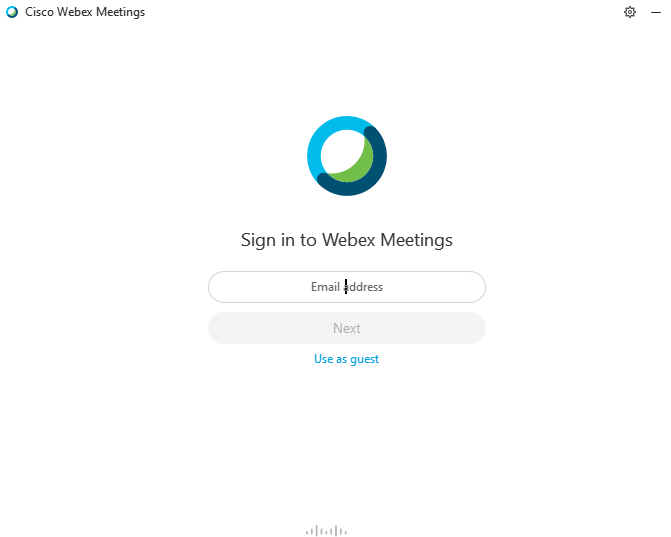 Cisco Webex Meetings
Sign in to Webex Meetings
Email address
Next
Use as guest